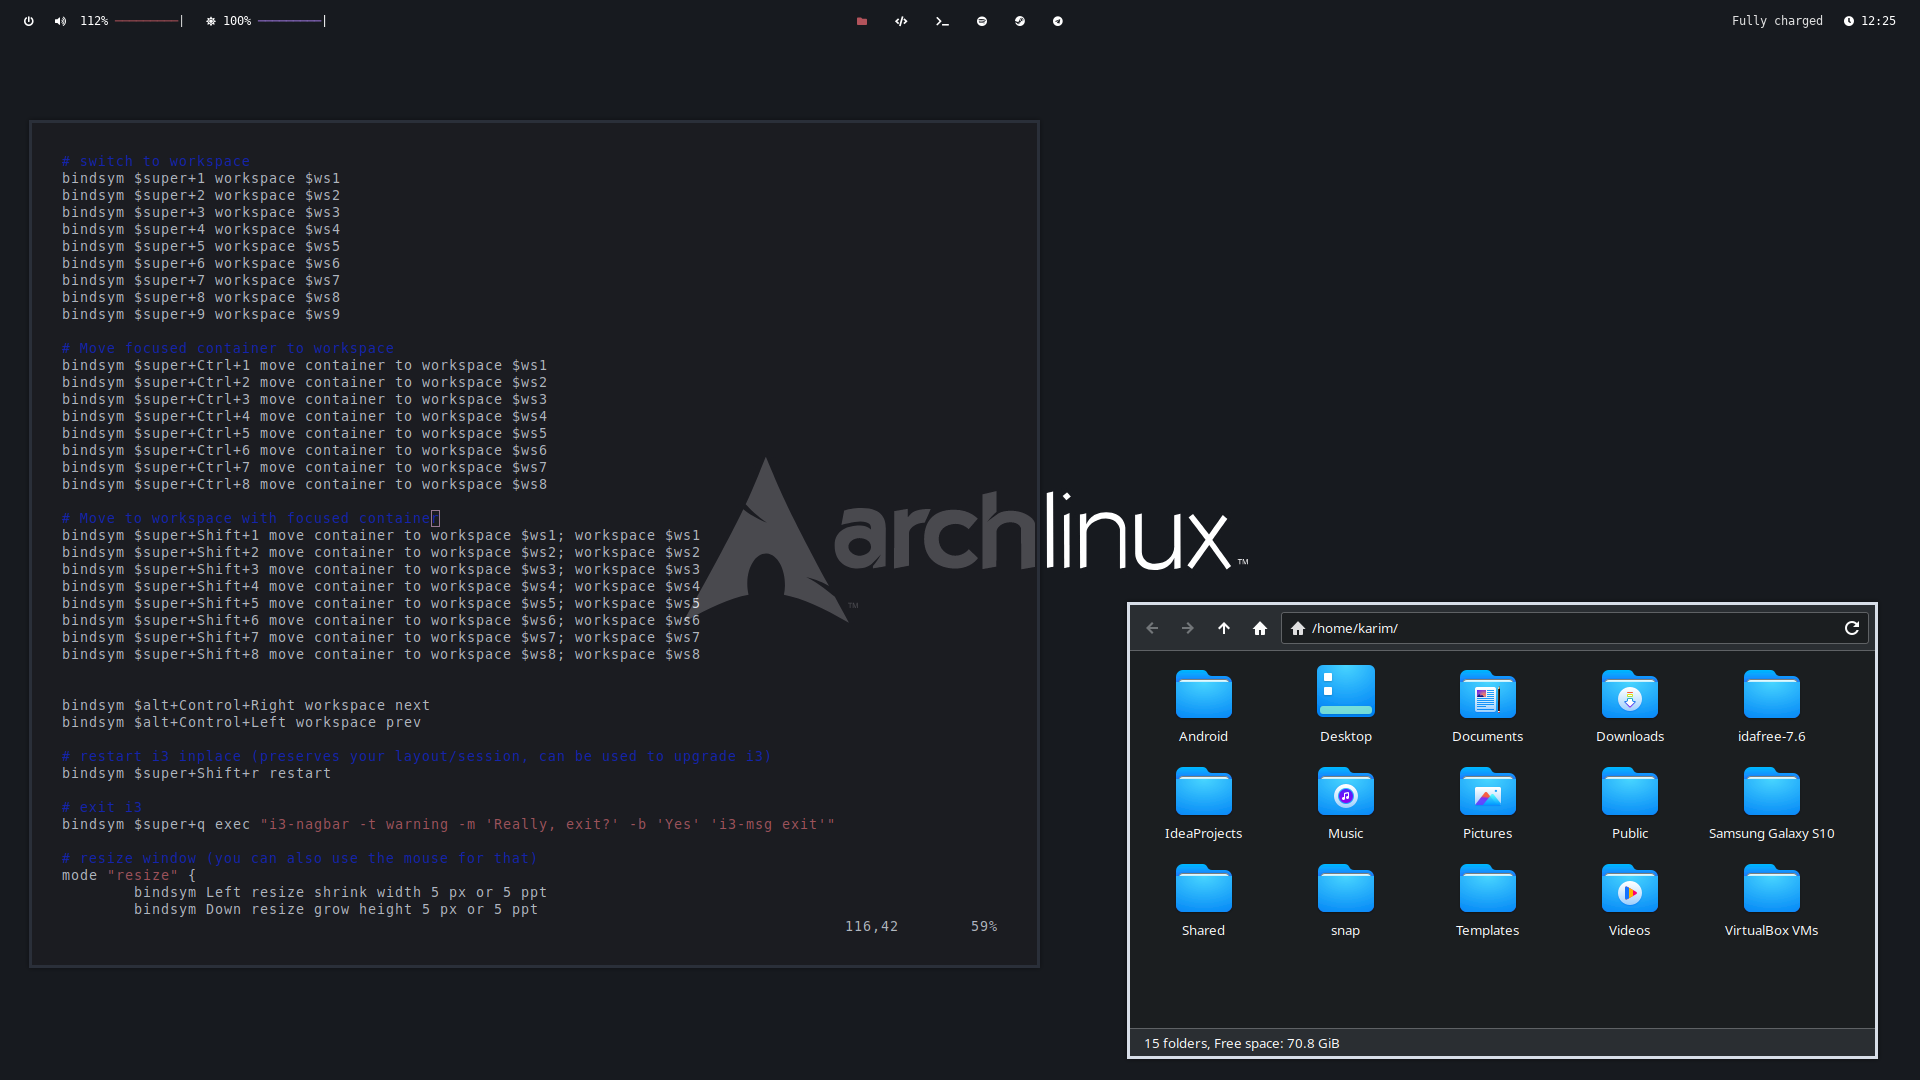 112% 100% Fully charged 12:25
# switch to workspace
bindsym $super+1 workspace $ws1
bindsym $super+2 workspace $ws2
bindsym $super+3 workspace $ws3
bindsym $super+4 workspace $ws4
bindsym $super+5 workspace $ws5
bindsym $super+6 workspace $ws6
bindsym $super+7 workspace $ws7
bindsym $super+8 workspace $ws8
bindsym $super+9 workspace $ws9
# Move focused container to workspace
bindsym $super+Ctrl+1 move container to workspace $ws1
bindsym $super+Ctrl+2 move container to workspace $ws2
bindsym $super+Ctrl+3 move container to workspace $ws3
bindsym $super+Ctrl+4 move container to workspace $ws4
bindsym $super+Ctrl+5 move container to workspace $ws5
bindsym $super+Ctrl+6 move container to workspace $ws6
bindsym $super+Ctrl+7 move container to workspace $ws7
bindsym $super+Ctrl+8 move container to workspace $ws8
# Move to workspace with focused container
bindsym $super+Shift+1 move container to workspace $ws1; workspace $ws1
bindsym $super+Shift+2 move container to workspace $ws2; workspace $ws2
bindsym $super+Shift+3 move container to workspace $ws3; workspace $ws3
bindsym $super+Shift+4 move container to workspace $ws4; workspace $ws4
bindsym $super+Shift+5 move container to workspace $ws5; workspace $ws5
bindsym $super+Shift+6 move container to workspace $ws6; workspace $ws6
bindsym $super+Shift+7 move container to workspace $ws7; workspace $ws7
bindsym $super+Shift+8 move container to workspace $ws8; workspace $ws8
bindsym $alt+Control+Right workspace next
bindsym $alt+Control+Left workspace prev
# restart i3 inplace (preserves your layout/session, can be used to upgrade i3)
bindsym $super+Shift+r restart
# exit i3
bindsym $super+q exec "i3-nagbar -t warning -m 'Really, exit?' -b 'Yes' 'i3-msg exit'"
# resize window (you can also use the mouse for that)
mode "resize" {
bindsym Left resize shrink width 5 px or 5 ppt
bindsym Down resize grow height 5 px or 5 ppt
116,42 59%
archlinux™
™
/home/karim/
Android Desktop Documents Downloads idafree-7.6
IdeaProjects Music Pictures Public Samsung Galaxy S10
Shared snap Templates Videos VirtualBox VMs
15 folders, Free space: 70.8 GiB